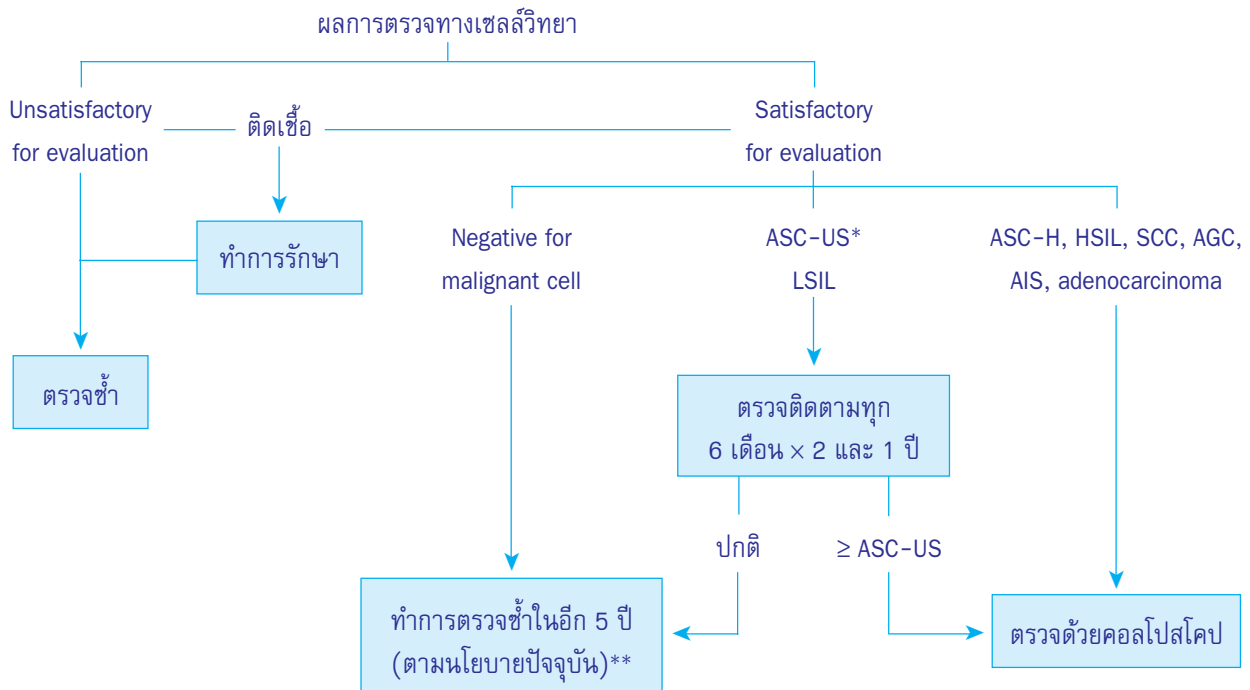 ผลการตรวจทางเซลล์วิทยา
Unsatisfactory
for evaluation
ติดเชื้อ
Satisfactory
for evaluation
ทำการรักษา
ตรวจซ้ำ
Negative for
malignant cell
ASC-US*
LSIL
ASC-H, HSIL, SCC, AGC,
AIS, adenocarcinoma
ตรวจติดตามทุก
6 เดือน × 2 และ 1 ปี
ปกติ
≥ ASC-US
ทำการตรวจซ้ำในอีก 5 ปี
(ตามนโยบายปัจจุบัน)**
ตรวจด้วยคอลโปสโคป